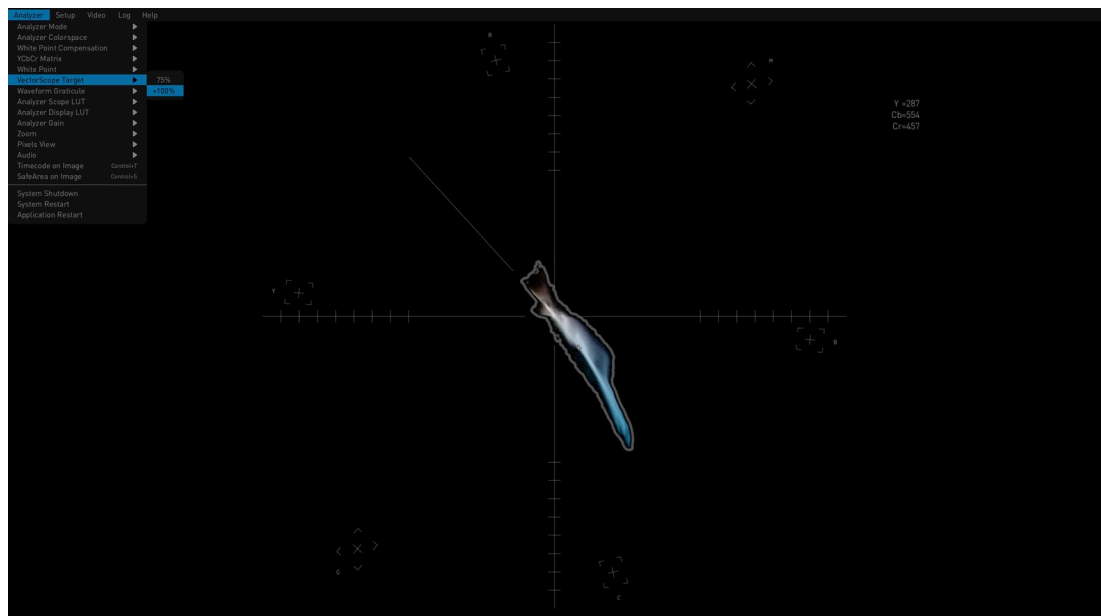 Analyzer Setup Video Log Help
Analyzer Mode
Analyzer Colorspace
White Point Compensation
YCbCr Matrix
White Point
VectorScope Target
75%
Waveform Graticule
+100%
Analyzer Scope LUT
Analyzer Display LUT
Analyzer Gain
Zoom
Pixels View
Audio
Timecode on Image Control+T
SafeArea on Image Control+S
System Shutdown
System Restart
Application Restart
R
M
Y =287
Cb=554
Cr=457
Y
B
G
C